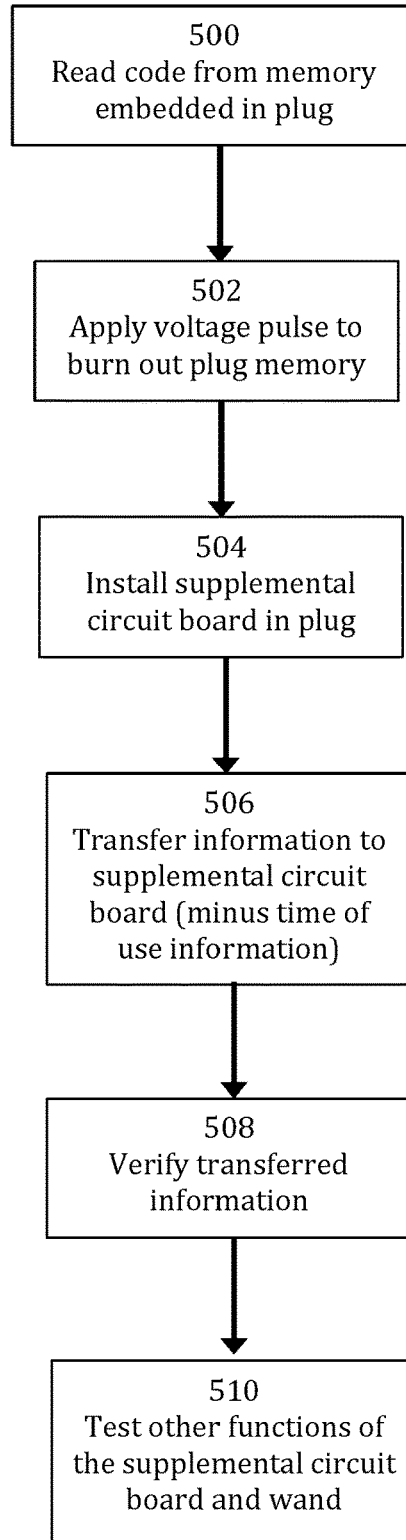 500
Read code from memory
embedded in plug
502
Apply voltage pulse to
burn out plug memory
504
Install supplemental
circuit board in plug
506
Transfer information to
supplemental circuit
board (minus time of
use information)
508
Verify transferred
information
510
Test other functions of
the supplemental circuit
board and wand